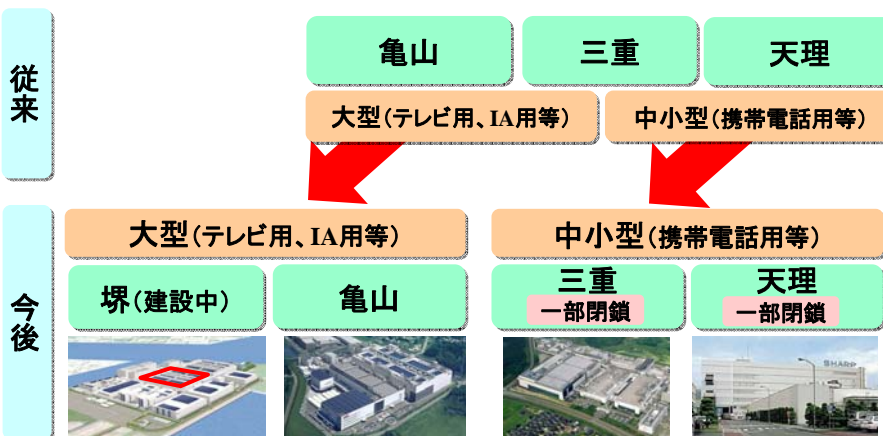 従来
亀山
三重
天理
大型(テレビ用、IA用等)
中小型(携帯電話用等)
今後
大型(テレビ用、IA用等)
中小型(携帯電話用等)
堺(建設中)
亀山
三重
一部閉鎖
天理
一部閉鎖
SHARP